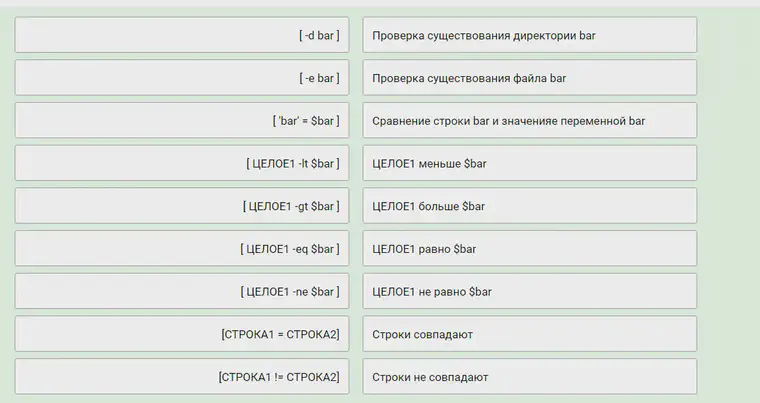 [ -d bar ] Проверка существования директории bar
[ -e bar ] Проверка существования файла bar
[ 'bar' = $bar ] Сравнение строки bar и значенияе переменной bar
[ ЦЕЛОЕ1 -lt $bar ] ЦЕЛОЕ1 меньше $bar
[ ЦЕЛОЕ1 -gt $bar ] ЦЕЛОЕ1 больше $bar
[ ЦЕЛОЕ1 -eq $bar ] ЦЕЛОЕ1 равно $bar
[ ЦЕЛОЕ1 -ne $bar ] ЦЕЛОЕ1 не равно $bar
[СТРОКА1 = СТРОКА2] Строки совпадают
[СТРОКА1 != СТРОКА2] Строки не совпадают